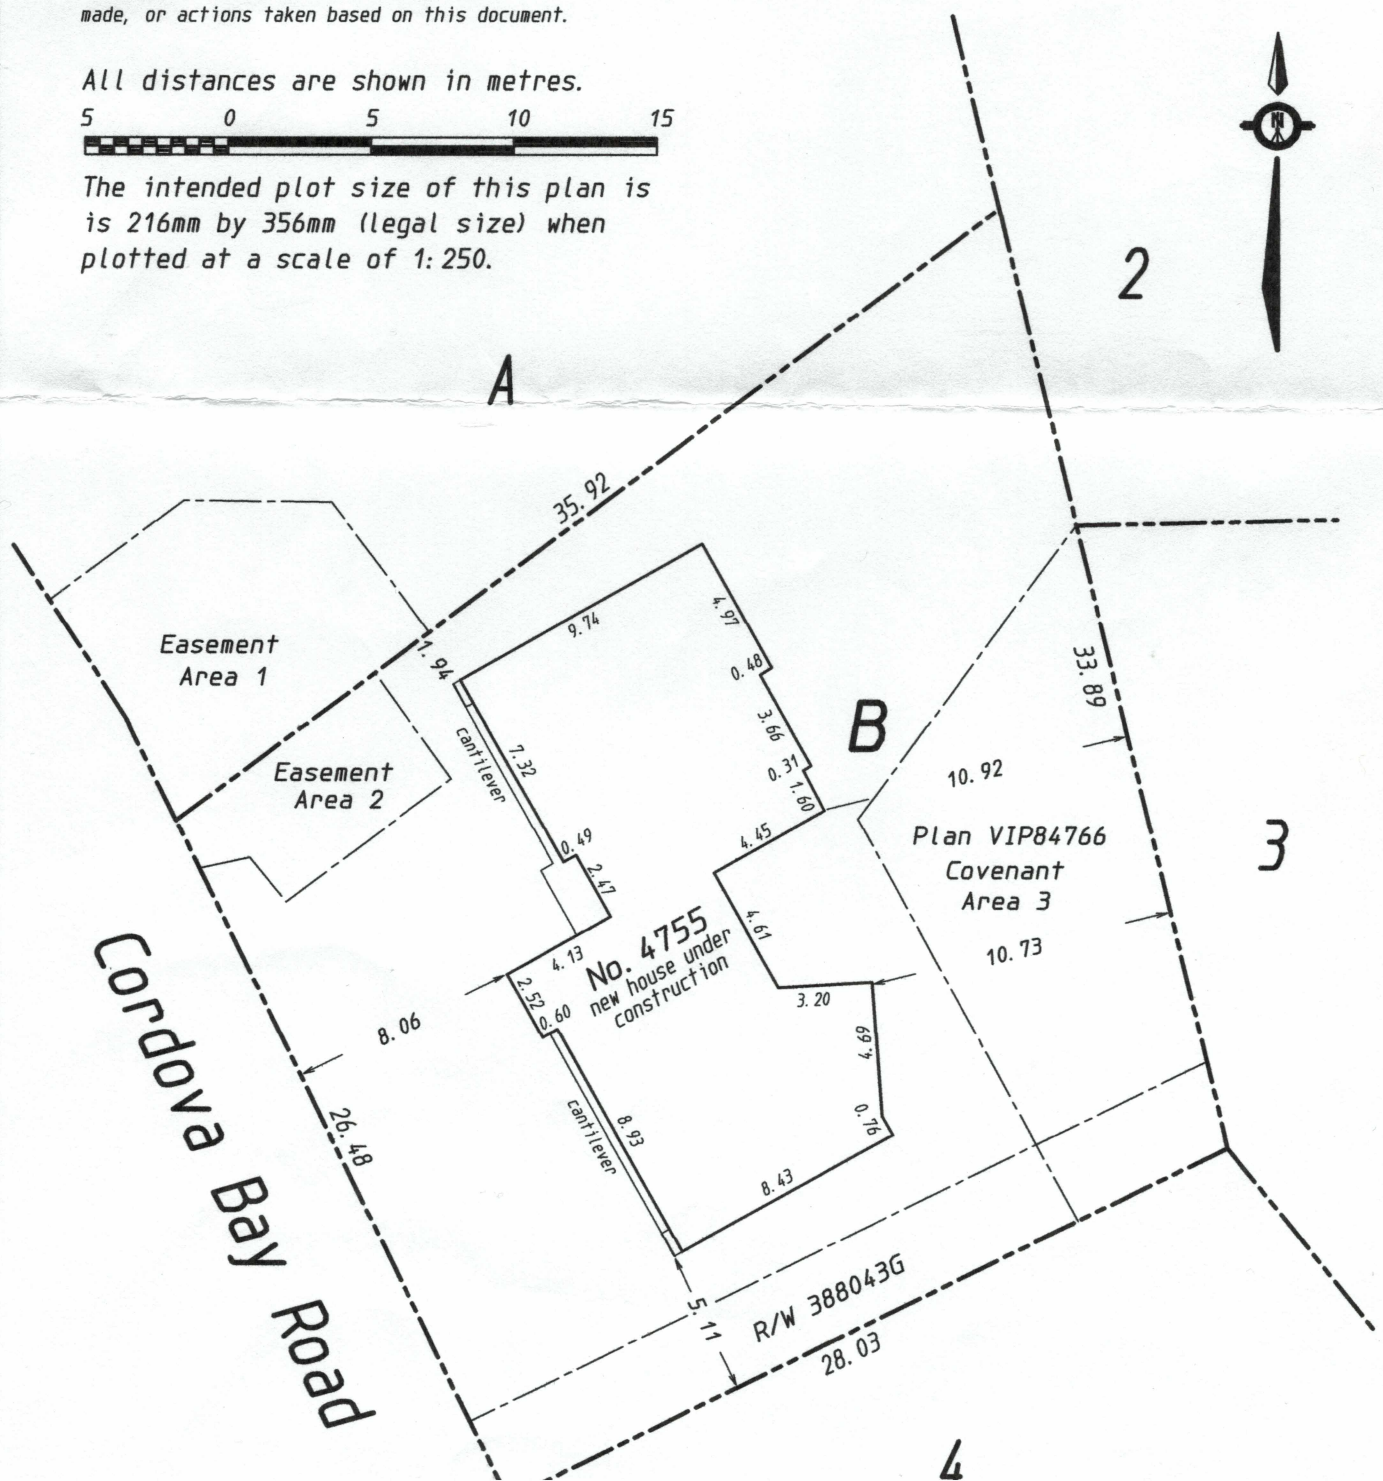 made, or actions taken based on this document.
All distances are shown in metres.
5 0 5 10 15
The intended plot size of this plan is
is 216mm by 356mm (legal size) when
plotted at a scale of 1:250.
N
2
A
35.92
Easement
Area 1
1.94
9.74
4.97
0.48
3.66
0.31
1.60
33.89
B
10.92
Easement
Area 2
cantilever
7.32
0.49
2.47
4.45
Plan VIP84766
Covenant
Area 3
3
10.73
4.61
No. 4755
new house under
construction
4.13
2.52
0.60
3.20
4.69
0.76
8.06
26.48
Cordova Bay Road
cantilever
8.93
8.43
5.11
R/W 388043G
28.03
4